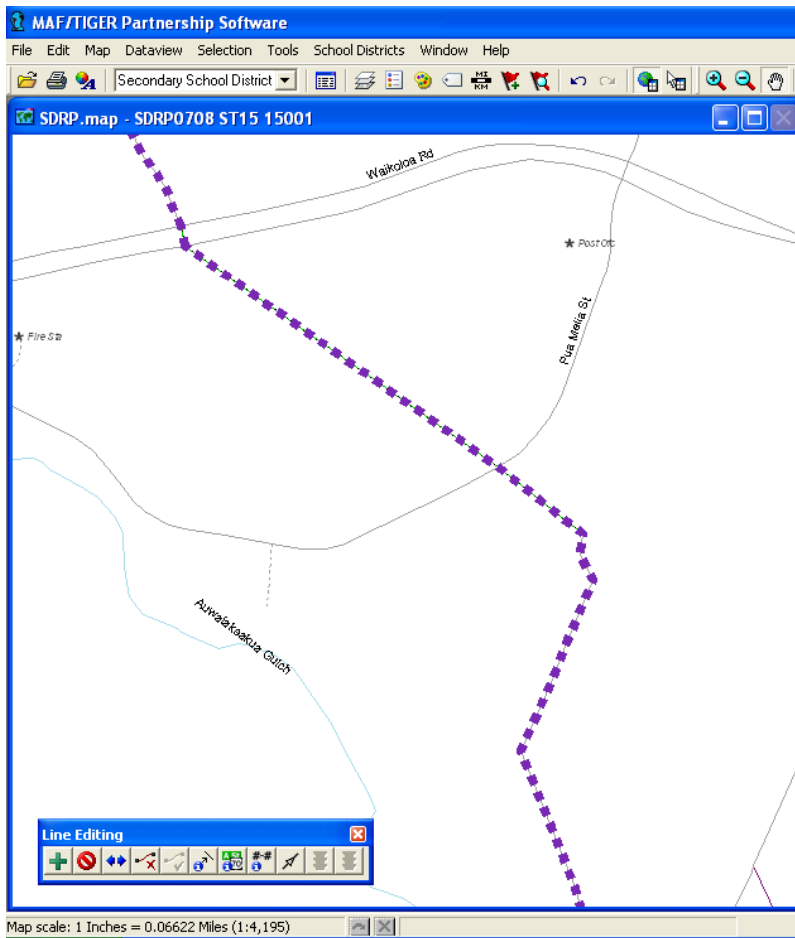 MAF/TIGER Partnership Software
File Edit Map Dataview Selection Tools School Districts Window Help
Secondary School District
MI
KM
SDRP.map - SDRP0708 ST15 15001
Waikoloa Rd
Post Ofc
Pua Melia St
Fire Sta
Auwaiakeakua Gulch
Line Editing
#-#
Map scale: 1 Inches = 0.06622 Miles (1:4,195)